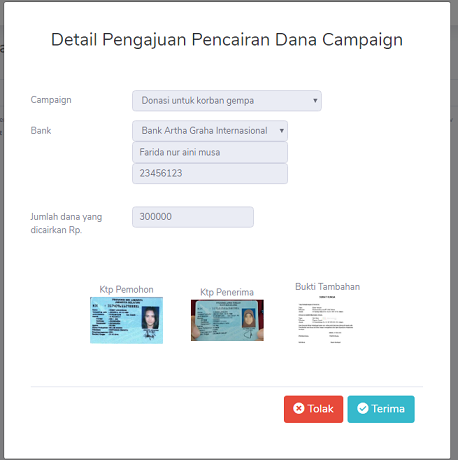 Detail Pengajuan Pencairan Dana Campaign
Campaign
Donasi untuk korban gempa
Bank
Bank Artha Graha Internasional
Farida nur aini musa
23456123
Jumlah dana yang
dicairkan Rp.
300000
Ktp Pemohon
Ktp Penerima
Bukti Tambahan
Tolak
Terima